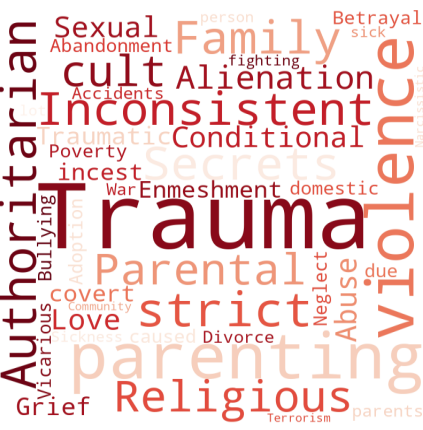 person
Betrayal
Sexual
Family
sick
Abandonment
fighting
cult
Alienation
Accidents
Inconsistent
Narcissistic
Authoritarian
violence
Traumatic
Conditional
Poverty
Secrets
incest
War
Enmeshment
domestic
Trauma
Bullying
Adoption
Parental
Neglect
Abuse
due
covert
strict
Community
Vicarious
Love
Sickness
caused
Divorce
parenting
Religious
Grief
parents
Terrorism